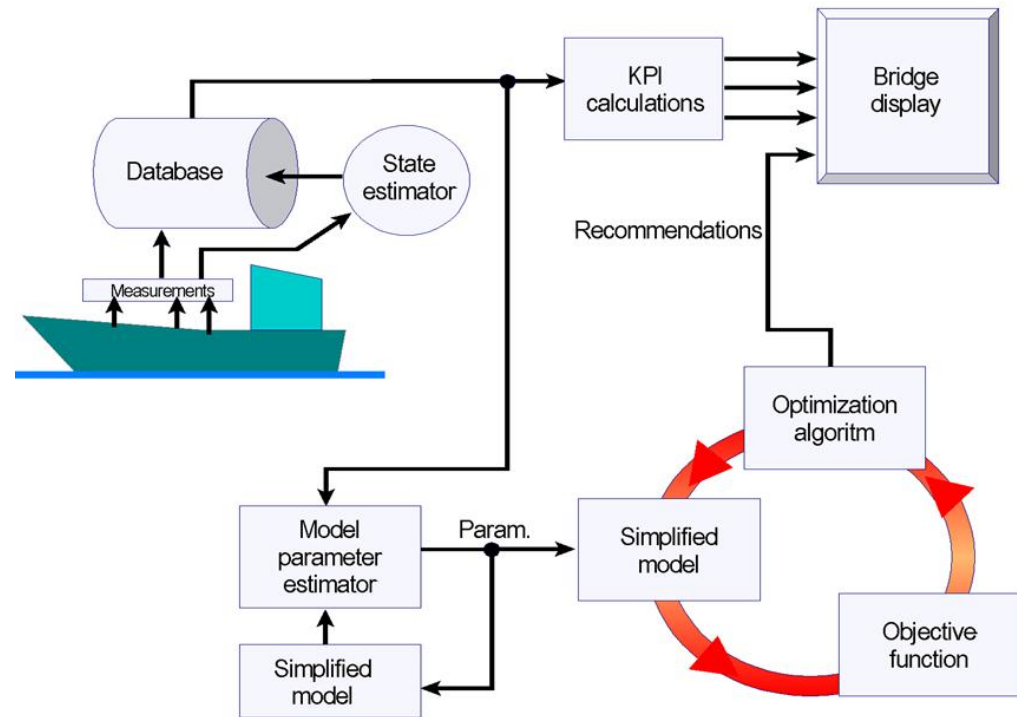 KPI
calculations
Bridge
display
Database
State
estimator
Recommendations
Measurements
Optimization
algoritm
Model
parameter
estimator
Param.
Simplified
model
Simplified
model
Objective
function